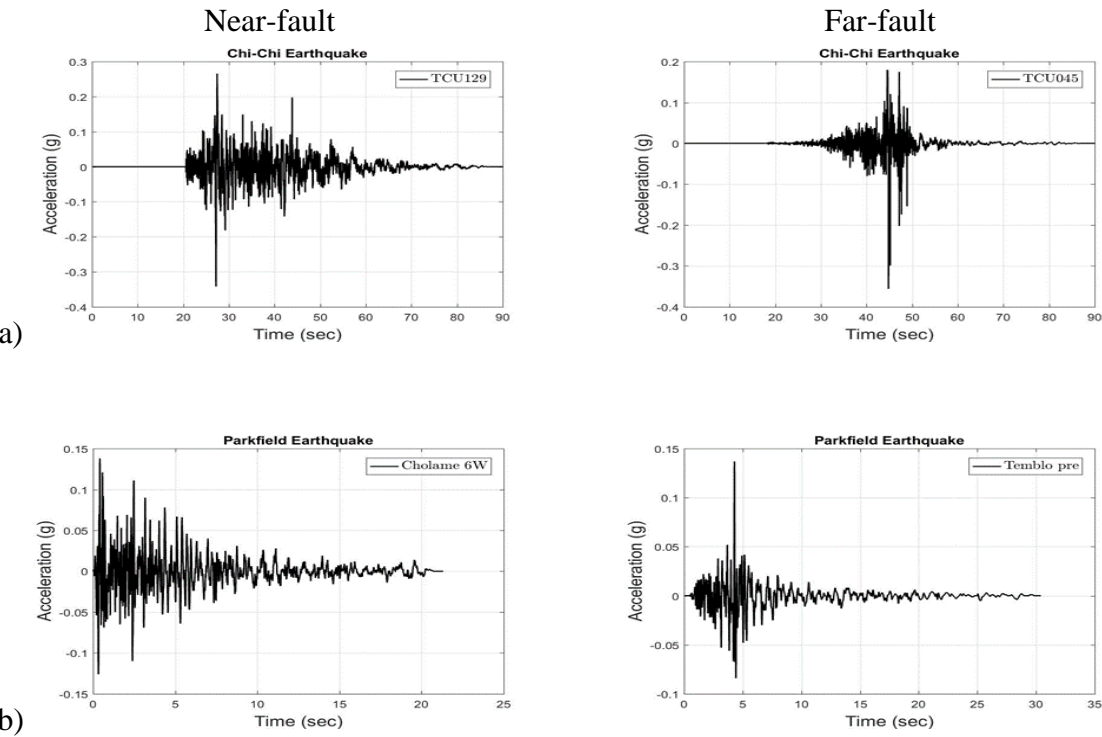 Near-fault
Far-fault
Chi-Chi Earthquake
TCU129
0.3
0.2
0.1
0
-0.1
-0.2
-0.3
-0.4
Acceleration (g)
0 10 20 30 40 50 60 70 80 90
Time (sec)
Chi-Chi Earthquake
TCU045
0.2
0.1
0
-0.1
-0.2
-0.3
-0.4
Acceleration (g)
0 10 20 30 40 50 60 70 80 90
Time (sec)
a)
Parkfield Earthquake
Cholame 6W
0.15
0.1
0.05
0
-0.05
-0.1
-0.15
Acceleration (g)
0 5 10 15 20 25
Time (sec)
Parkfield Earthquake
Temblo pre
0.15
0.1
0.05
0
-0.05
-0.1
Acceleration (g)
0 5 10 15 20 25 30 35
Time (sec)
b)